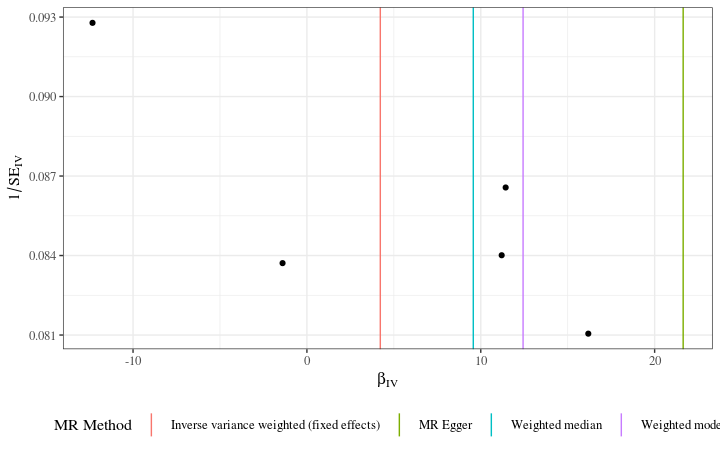 0.093
0.090
0.087
0.084
0.081
1/SE_IV
-10 0 10 20
β_IV
MR Method Inverse variance weighted (fixed effects) MR Egger Weighted median Weighted mode